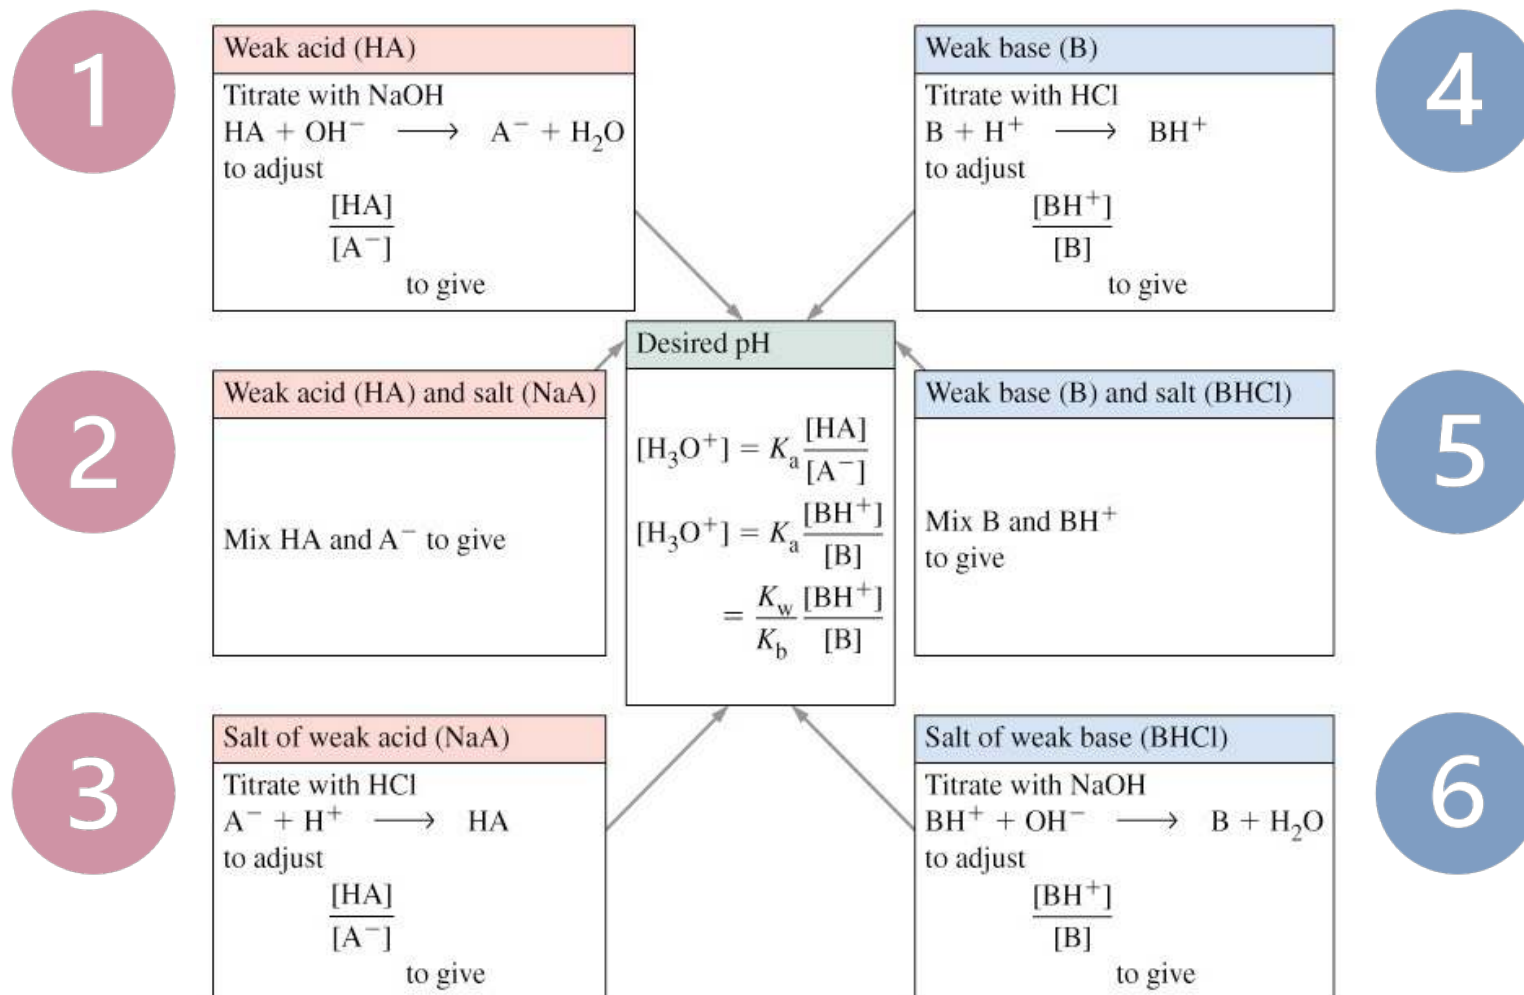 1
Weak acid (HA)
Titrate with NaOH
HA + OH⁻ ⟶ A⁻ + H₂O
to adjust
[HA]
[A⁻]
to give
2
Weak acid (HA) and salt (NaA)
Mix HA and A⁻ to give
3
Salt of weak acid (NaA)
Titrate with HCl
A⁻ + H⁺ ⟶ HA
to adjust
[HA]
[A⁻]
to give
Desired pH
[H₃O⁺] = Kₐ [HA]/[A⁻]
[H₃O⁺] = Kₐ [BH⁺]/[B]
= K_w/K_b [BH⁺]/[B]
4
Weak base (B)
Titrate with HCl
B + H⁺ ⟶ BH⁺
to adjust
[BH⁺]
[B]
to give
5
Weak base (B) and salt (BHCl)
Mix B and BH⁺
to give
6
Salt of weak base (BHCl)
Titrate with NaOH
BH⁺ + OH⁻ ⟶ B + H₂O
to adjust
[BH⁺]
[B]
to give